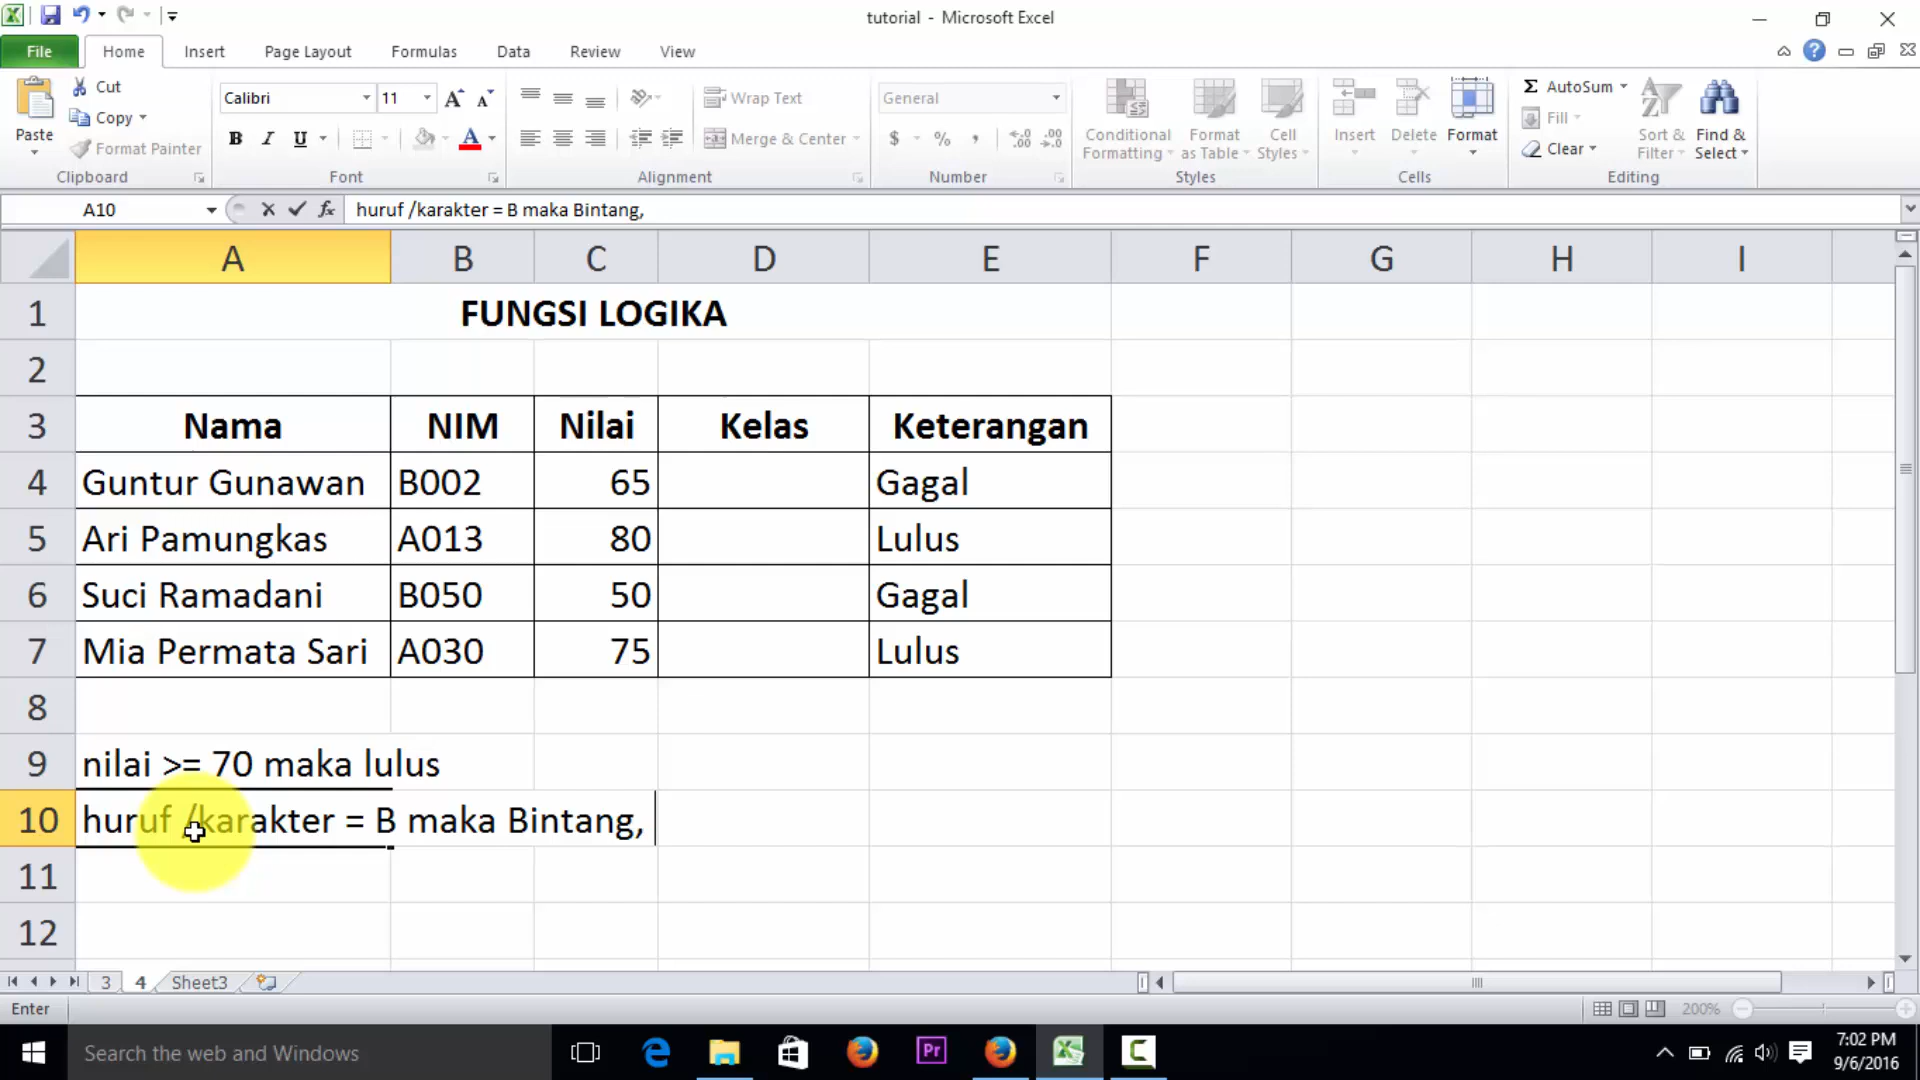 tutorial - Microsoft Excel
File Home Insert Page Layout Formulas Data Review View
Paste
Cut
Copy
Format Painter
Clipboard
Calibri 11
B I U
Font
Wrap Text
Merge & Center
Alignment
General
$ % ,
Number
Conditional Formatting
Format as Table
Cell Styles
Styles
Insert Delete Format
Cells
Σ AutoSum
Fill
Clear
Sort & Filter
Find & Select
Editing
A10 fx huruf /karakter = B maka Bintang,
A B C D E F G H I
1 FUNGSI LOGIKA
2
3 Nama NIM Nilai Kelas Keterangan
4 Guntur Gunawan B002 65 Gagal
5 Ari Pamungkas A013 80 Lulus
6 Suci Ramadani B050 50 Gagal
7 Mia Permata Sari A030 75 Lulus
8
9 nilai >= 70 maka lulus
10 huruf /karakter = B maka Bintang,
11
12
3 4 Sheet3
Enter 200%
Search the web and Windows
Pr
7:02 PM
9/6/2016